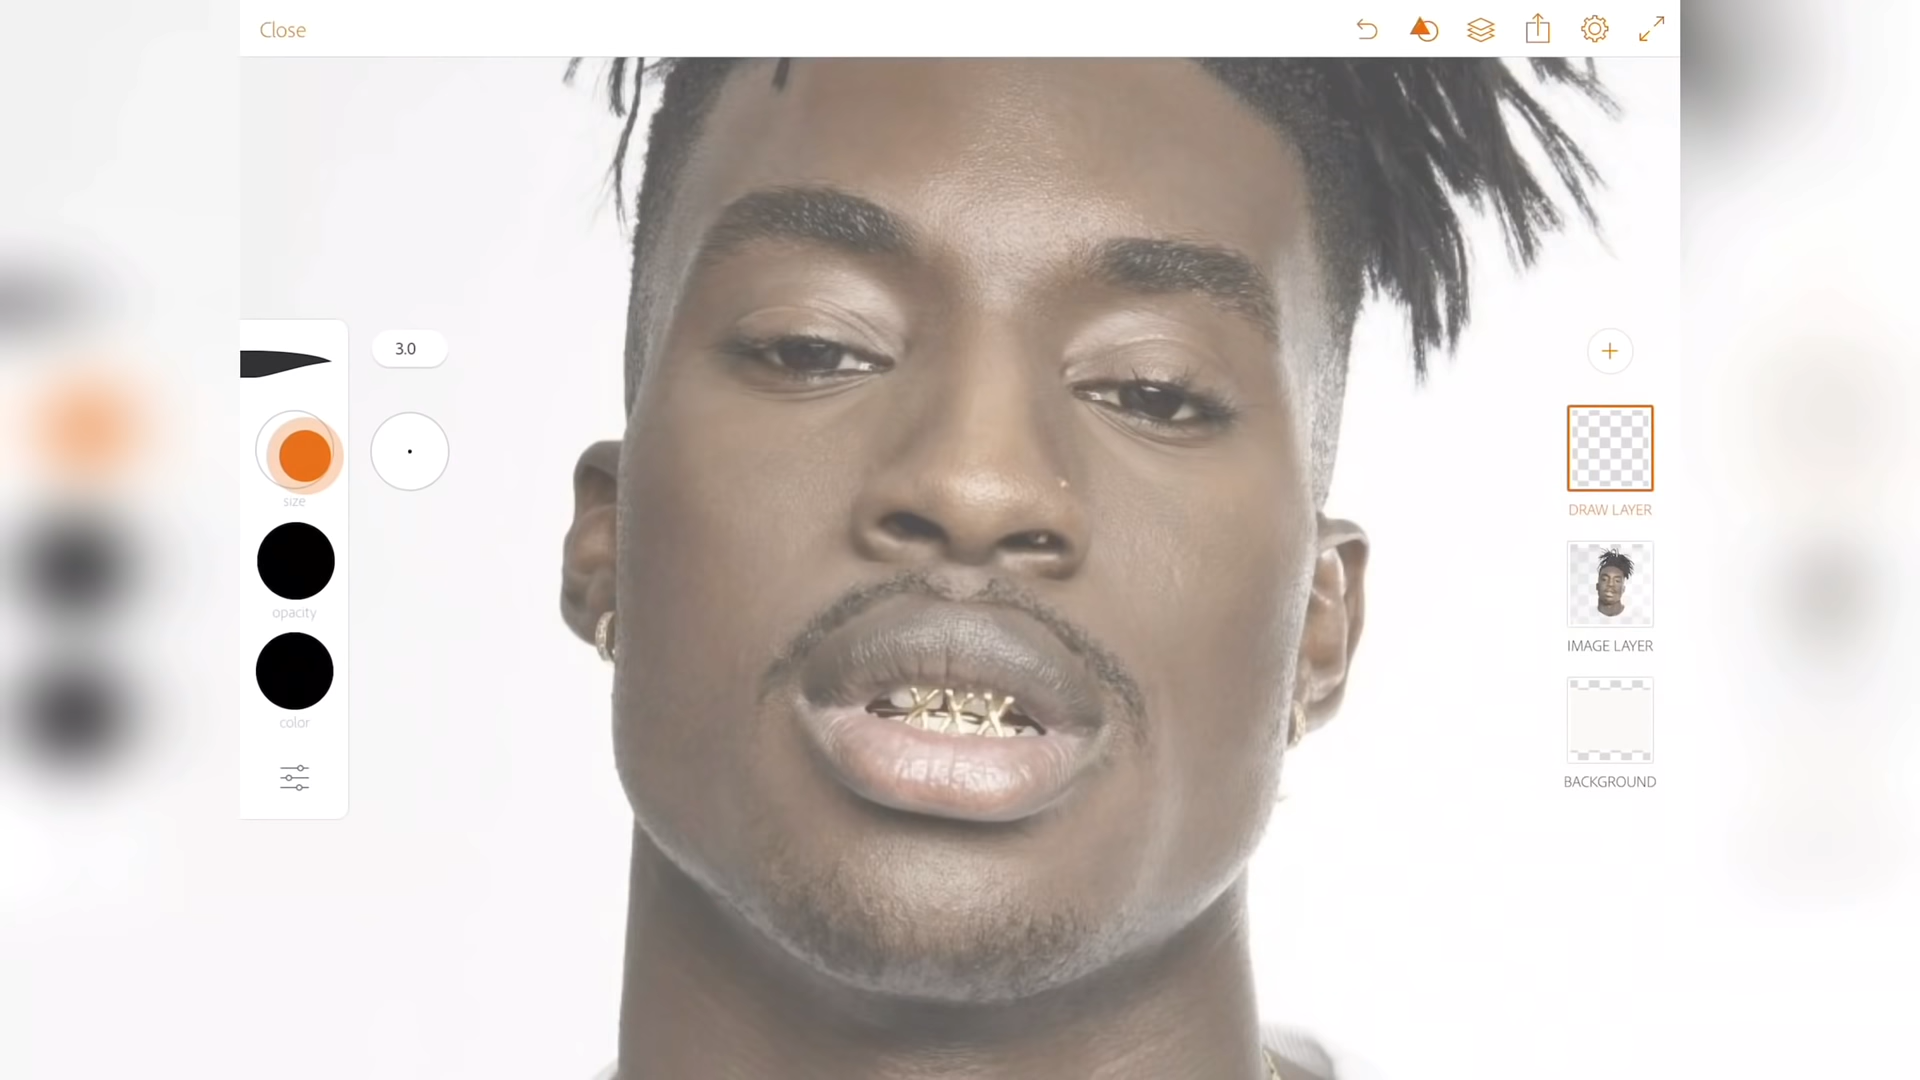 Close
3.0
size
opacity
color
DRAW LAYER
IMAGE LAYER
BACKGROUND